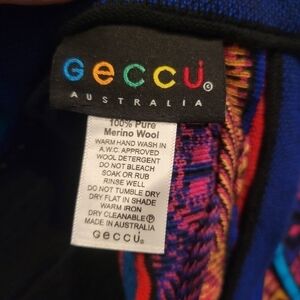 GECCU©
AUSTRALIA
100% Pure
Merino Wool
WARM HAND WASH IN
A.W.C. APPROVED
WOOL DETERGENT
DO NOT BLEACH
SOAK OR RUB
RINSE WELL
DO NOT TUMBLE DRY
DRY FLAT IN SHADE
WARM IRON
DRY CLEANABLE Ⓟ
MADE IN AUSTRALIA
GECCU®